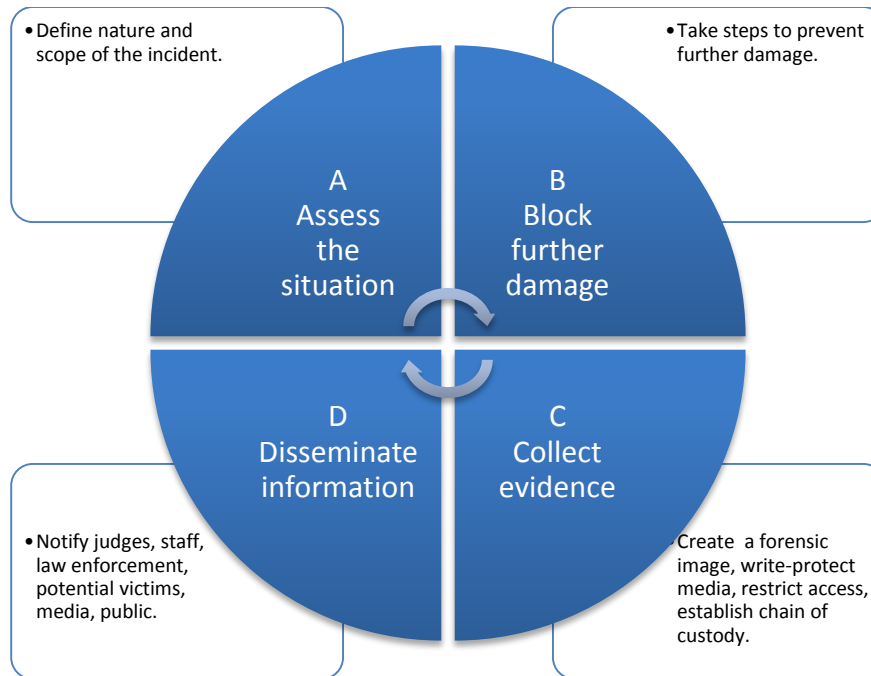 •Define nature and
scope of the incident.
•Take steps to prevent
further damage.
A
Assess
the
situation
B
Block
further
damage
D
Disseminate
information
C
Collect
evidence
•Notify judges, staff,
law enforcement,
potential victims,
media, public.
•Create a forensic
image, write-protect
media, restrict access,
establish chain of
custody.